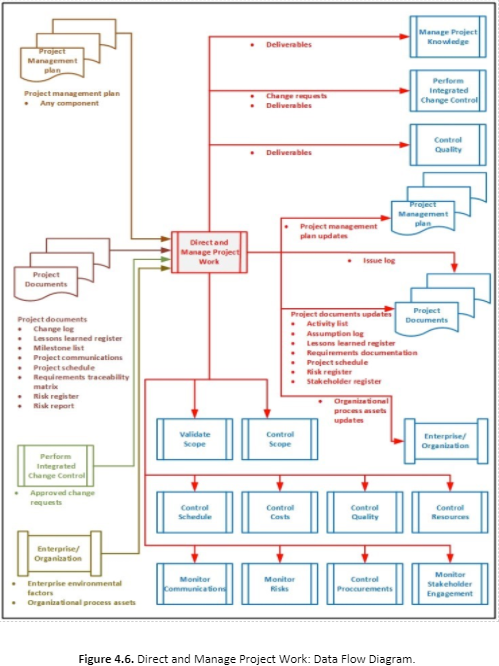 Project
Management
plan
Project management plan
• Any component
Project
Documents
Project documents
• Change log
• Lessons learned register
• Milestone list
• Project communications
• Project schedule
• Requirements traceability
matrix
• Risk register
• Risk report
Perform
Integrated
Change Control
• Approved change
requests
Enterprise/
Organization
• Enterprise environmental
factors
• Organizational process assets
Direct and
Manage Project
Work
• Deliverables
Manage Project
Knowledge
• Change requests
• Deliverables
Perform
Integrated
Change Control
• Deliverables
Control
Quality
• Project management
plan updates
Project
Management
plan
• Issue log
Project
Documents
Project documents updates
• Activity list
• Assumption log
• Lessons learned register
• Requirements documentation
• Project schedule
• Risk register
• Stakeholder register
• Organizational
process assets
updates
Enterprise/
Organization
Validate
Scope
Control
Scope
Control
Schedule
Control
Costs
Control
Quality
Control
Resources
Monitor
Communications
Monitor
Risks
Control
Proccurements
Monitor
Stakeholder
Engagement
Figure 4.6. Direct and Manage Project Work: Data Flow Diagram.